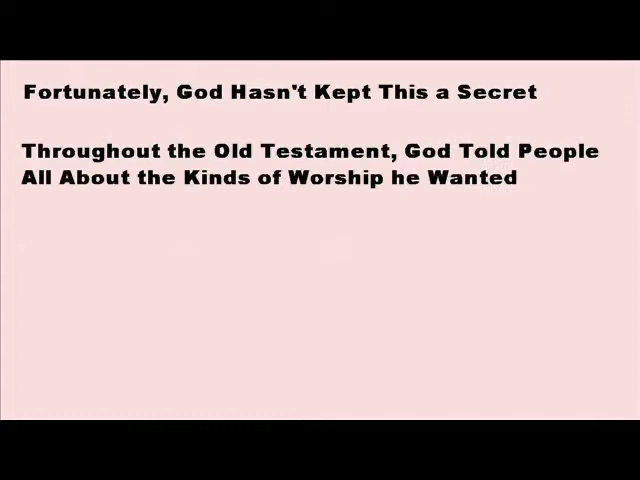 Fortunately, God Hasn't Kept This a Secret
Throughout the Old Testament, God Told People
All About the Kinds of Worship he Wanted